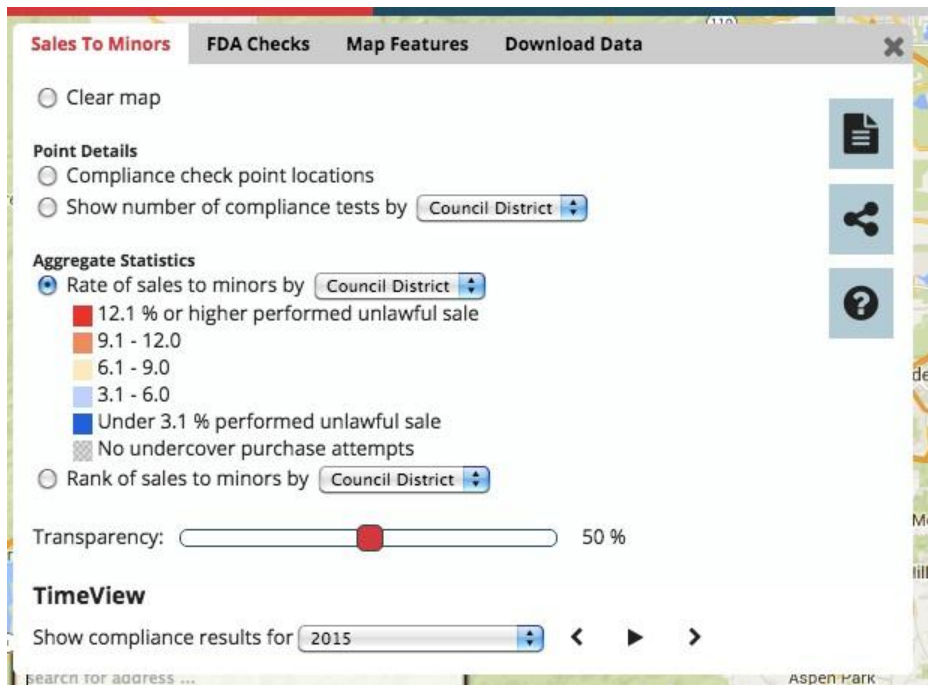 (110)
Sales To Minors FDA Checks Map Features Download Data
Clear map
Point Details
Compliance check point locations
Show number of compliance tests by Council District
Aggregate Statistics
Rate of sales to minors by Council District
12.1 % or higher performed unlawful sale
9.1 - 12.0
6.1 - 9.0
3.1 - 6.0
Under 3.1 % performed unlawful sale
No undercover purchase attempts
Rank of sales to minors by Council District
Transparency: 50 %
TimeView
Show compliance results for 2015
search for address ...
Aspen Park